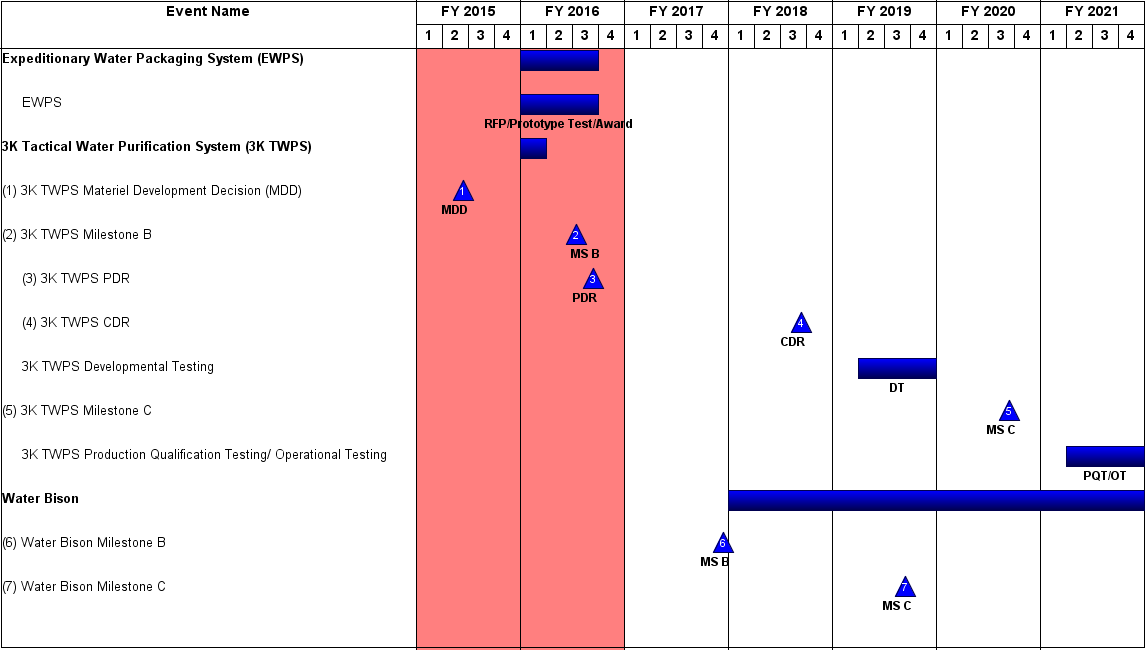 Event Name FY 2015 FY 2016 FY 2017 FY 2018 FY 2019 FY 2020 FY 2021
1 2 3 4 1 2 3 4 1 2 3 4 1 2 3 4 1 2 3 4 1 2 3 4 1 2 3 4
Expeditionary Water Packaging System (EWPS)
EWPS
RFP/Prototype Test/Award
3K Tactical Water Purification System (3K TWPS)
(1) 3K TWPS Materiel Development Decision (MDD) 1
MDD
(2) 3K TWPS Milestone B 2
MS B
(3) 3K TWPS PDR 3
PDR
(4) 3K TWPS CDR 4
CDR
3K TWPS Developmental Testing
DT
(5) 3K TWPS Milestone C 5
MS C
3K TWPS Production Qualification Testing/ Operational Testing
PQT/OT
Water Bison
(6) Water Bison Milestone B 6
MS B
(7) Water Bison Milestone C 7
MS C